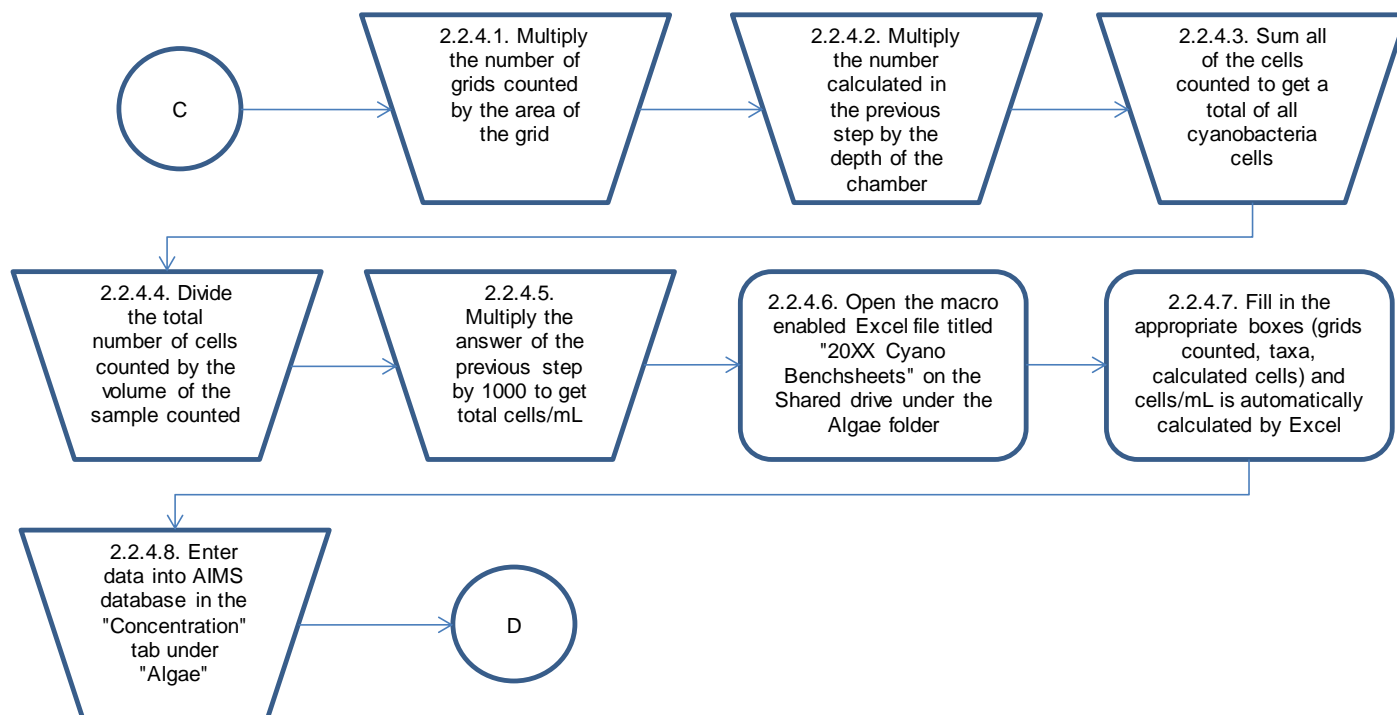 C
2.2.4.1. Multiply
the number of
grids counted
by the area of
the grid
2.2.4.2. Multiply
the number
calculated in
the previous
step by the
depth of the
chamber
2.2.4.3. Sum all
of the cells
counted to get a
total of all
cyanobacteria
cells
2.2.4.4. Divide
the total
number of cells
counted by the
volume of the
sample counted
2.2.4.5.
Multiply the
answer of the
previous step
by 1000 to get
total cells/mL
2.2.4.6. Open the macro
enabled Excel file titled
"20XX Cyano
Benchsheets" on the
Shared drive under the
Algae folder
2.2.4.7. Fill in the
appropriate boxes (grids
counted, taxa,
calculated cells) and
cells/mL is automatically
calculated by Excel
2.2.4.8. Enter
data into AIMS
database in the
"Concentration"
tab under
"Algae"
D